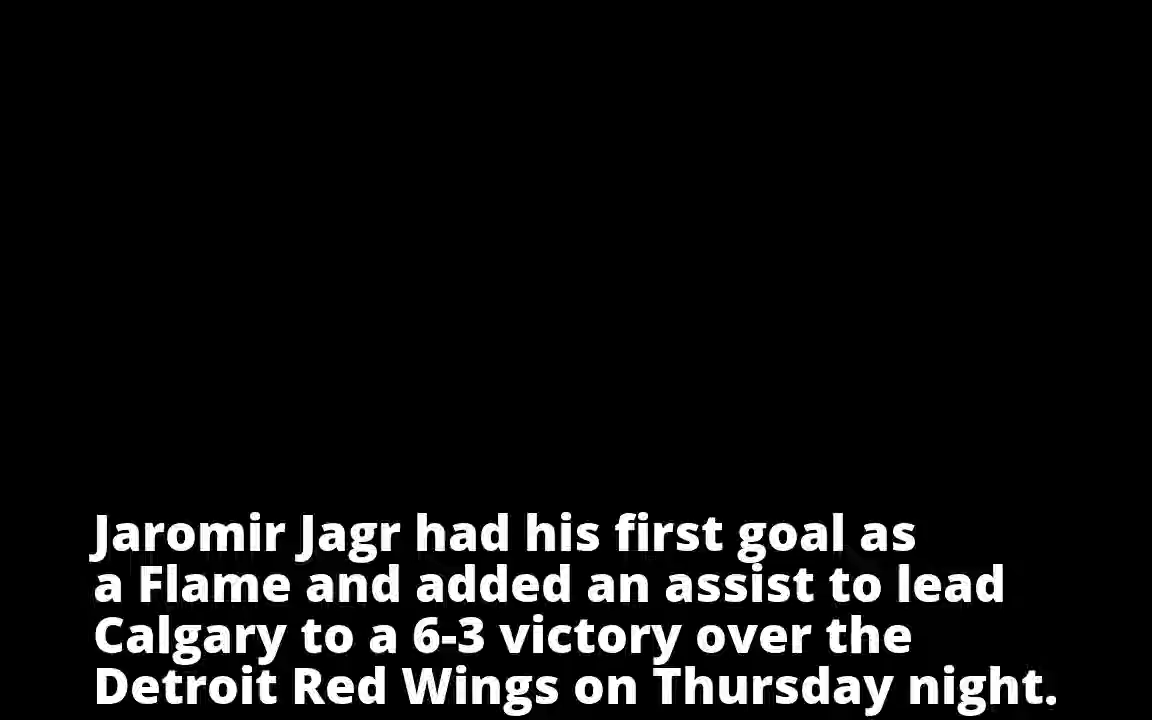 Jaromir Jagr had his first goal as
a Flame and added an assist to lead
Calgary to a 6-3 victory over the
Detroit Red Wings on Thursday night.